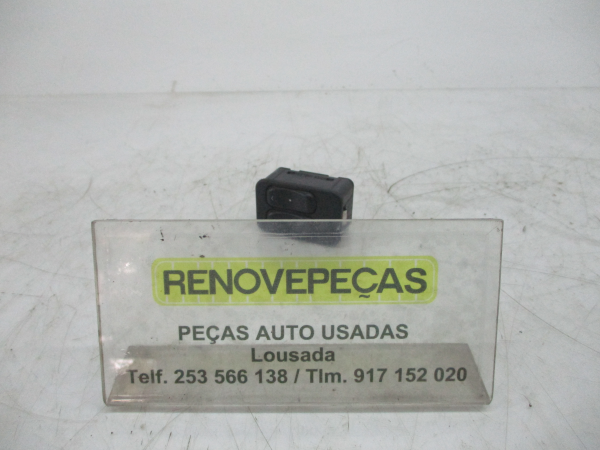 RENOVEPEÇAS
PEÇAS AUTO USADAS
Lousada
Telf. 253 566 138 / Tlm. 917 152 020